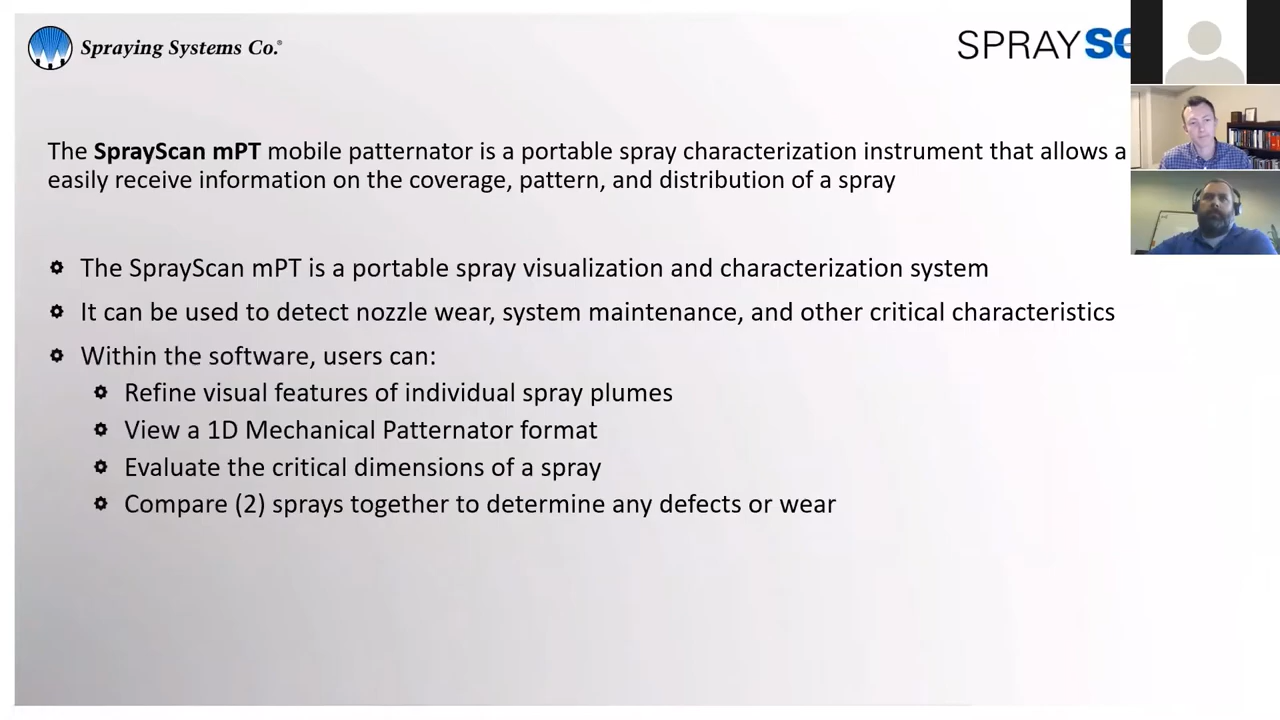 Spraying Systems Co.®
SPRAY
The SprayScan mPT mobile patternator is a portable spray characterization instrument that allows a
easily receive information on the coverage, pattern, and distribution of a spray
The SprayScan mPT is a portable spray visualization and characterization system
It can be used to detect nozzle wear, system maintenance, and other critical characteristics
Within the software, users can:
Refine visual features of individual spray plumes
View a 1D Mechanical Patternator format
Evaluate the critical dimensions of a spray
Compare (2) sprays together to determine any defects or wear